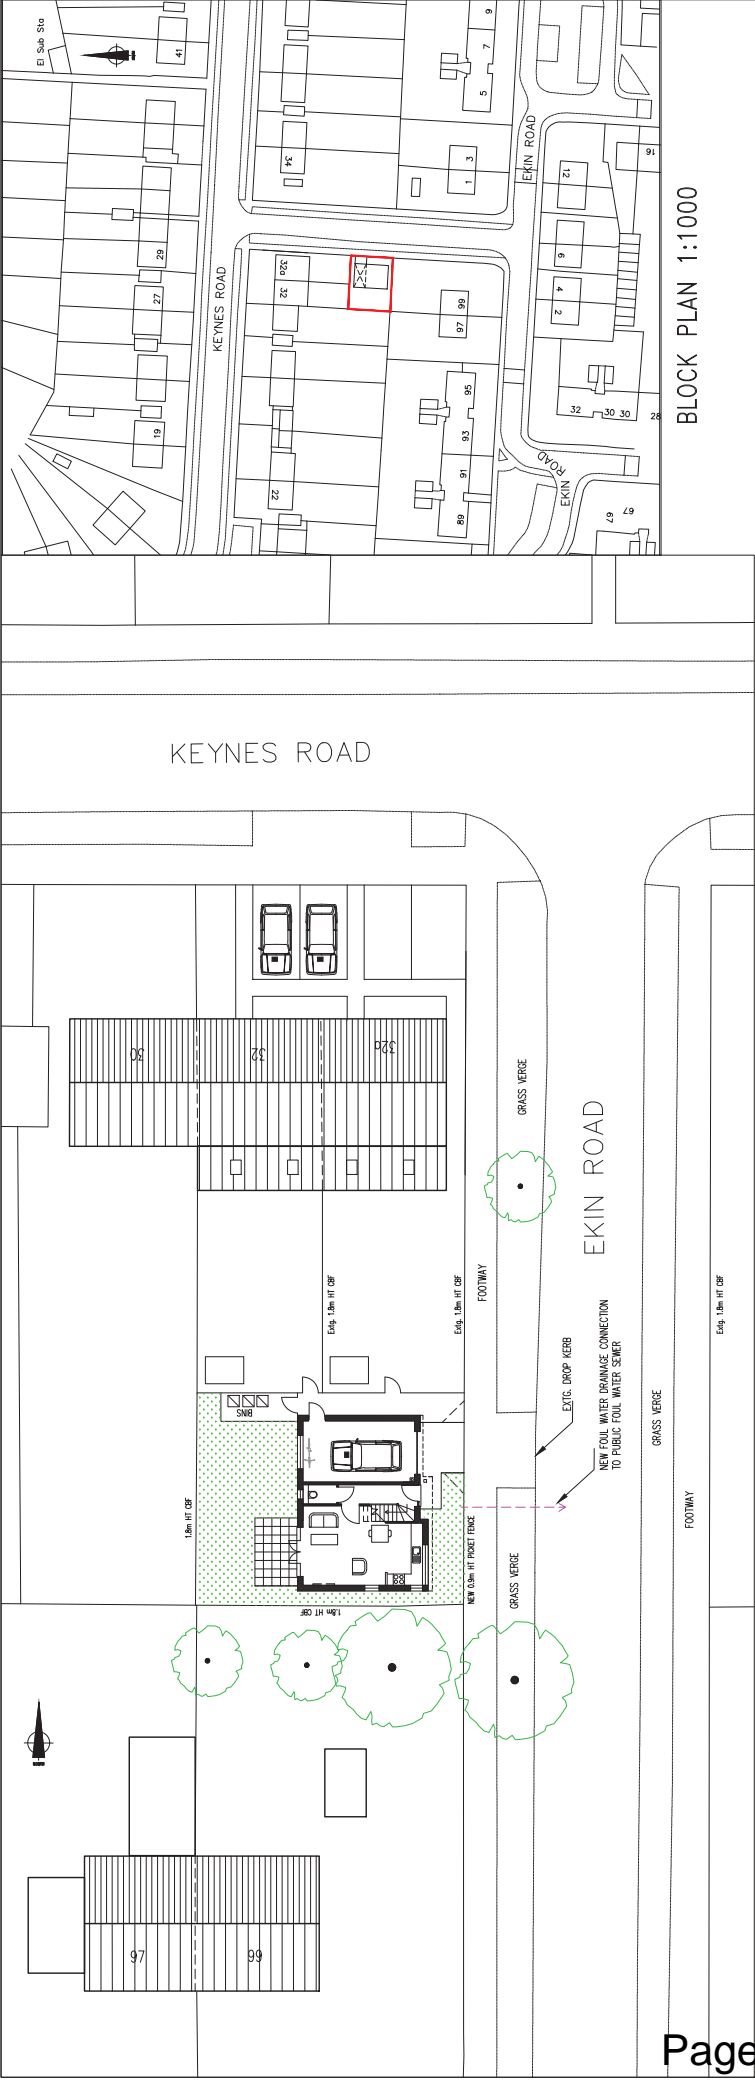 El Sub Sta
41
34
9
7
5
3
1
EKIN ROAD
16
12
6
4
2
29
27
19
KEYNES ROAD
32a
32
22
99
97
95
93
91
89
EKIN ROAD
32
30 30
28
67
67
BLOCK PLAN 1:1000
KEYNES ROAD
30
32
32a
GRASS VERGE
EKIN ROAD
FOOTWAY
Extg. 1.8m HT CBF
Extg. 1.8m HT CBF
Extg. 1.8m HT CBF
BINS
EXTG. DROP KERB
NEW FOUL WATER DRAINAGE CONNECTION
TO PUBLIC FOUL WATER SEWER
GRASS VERGE
FOOTWAY
1.8m HT CBF
NEW 0.9m HT PICKET FENCE
GRASS VERGE
1.8m HT CBF
97
99
Page